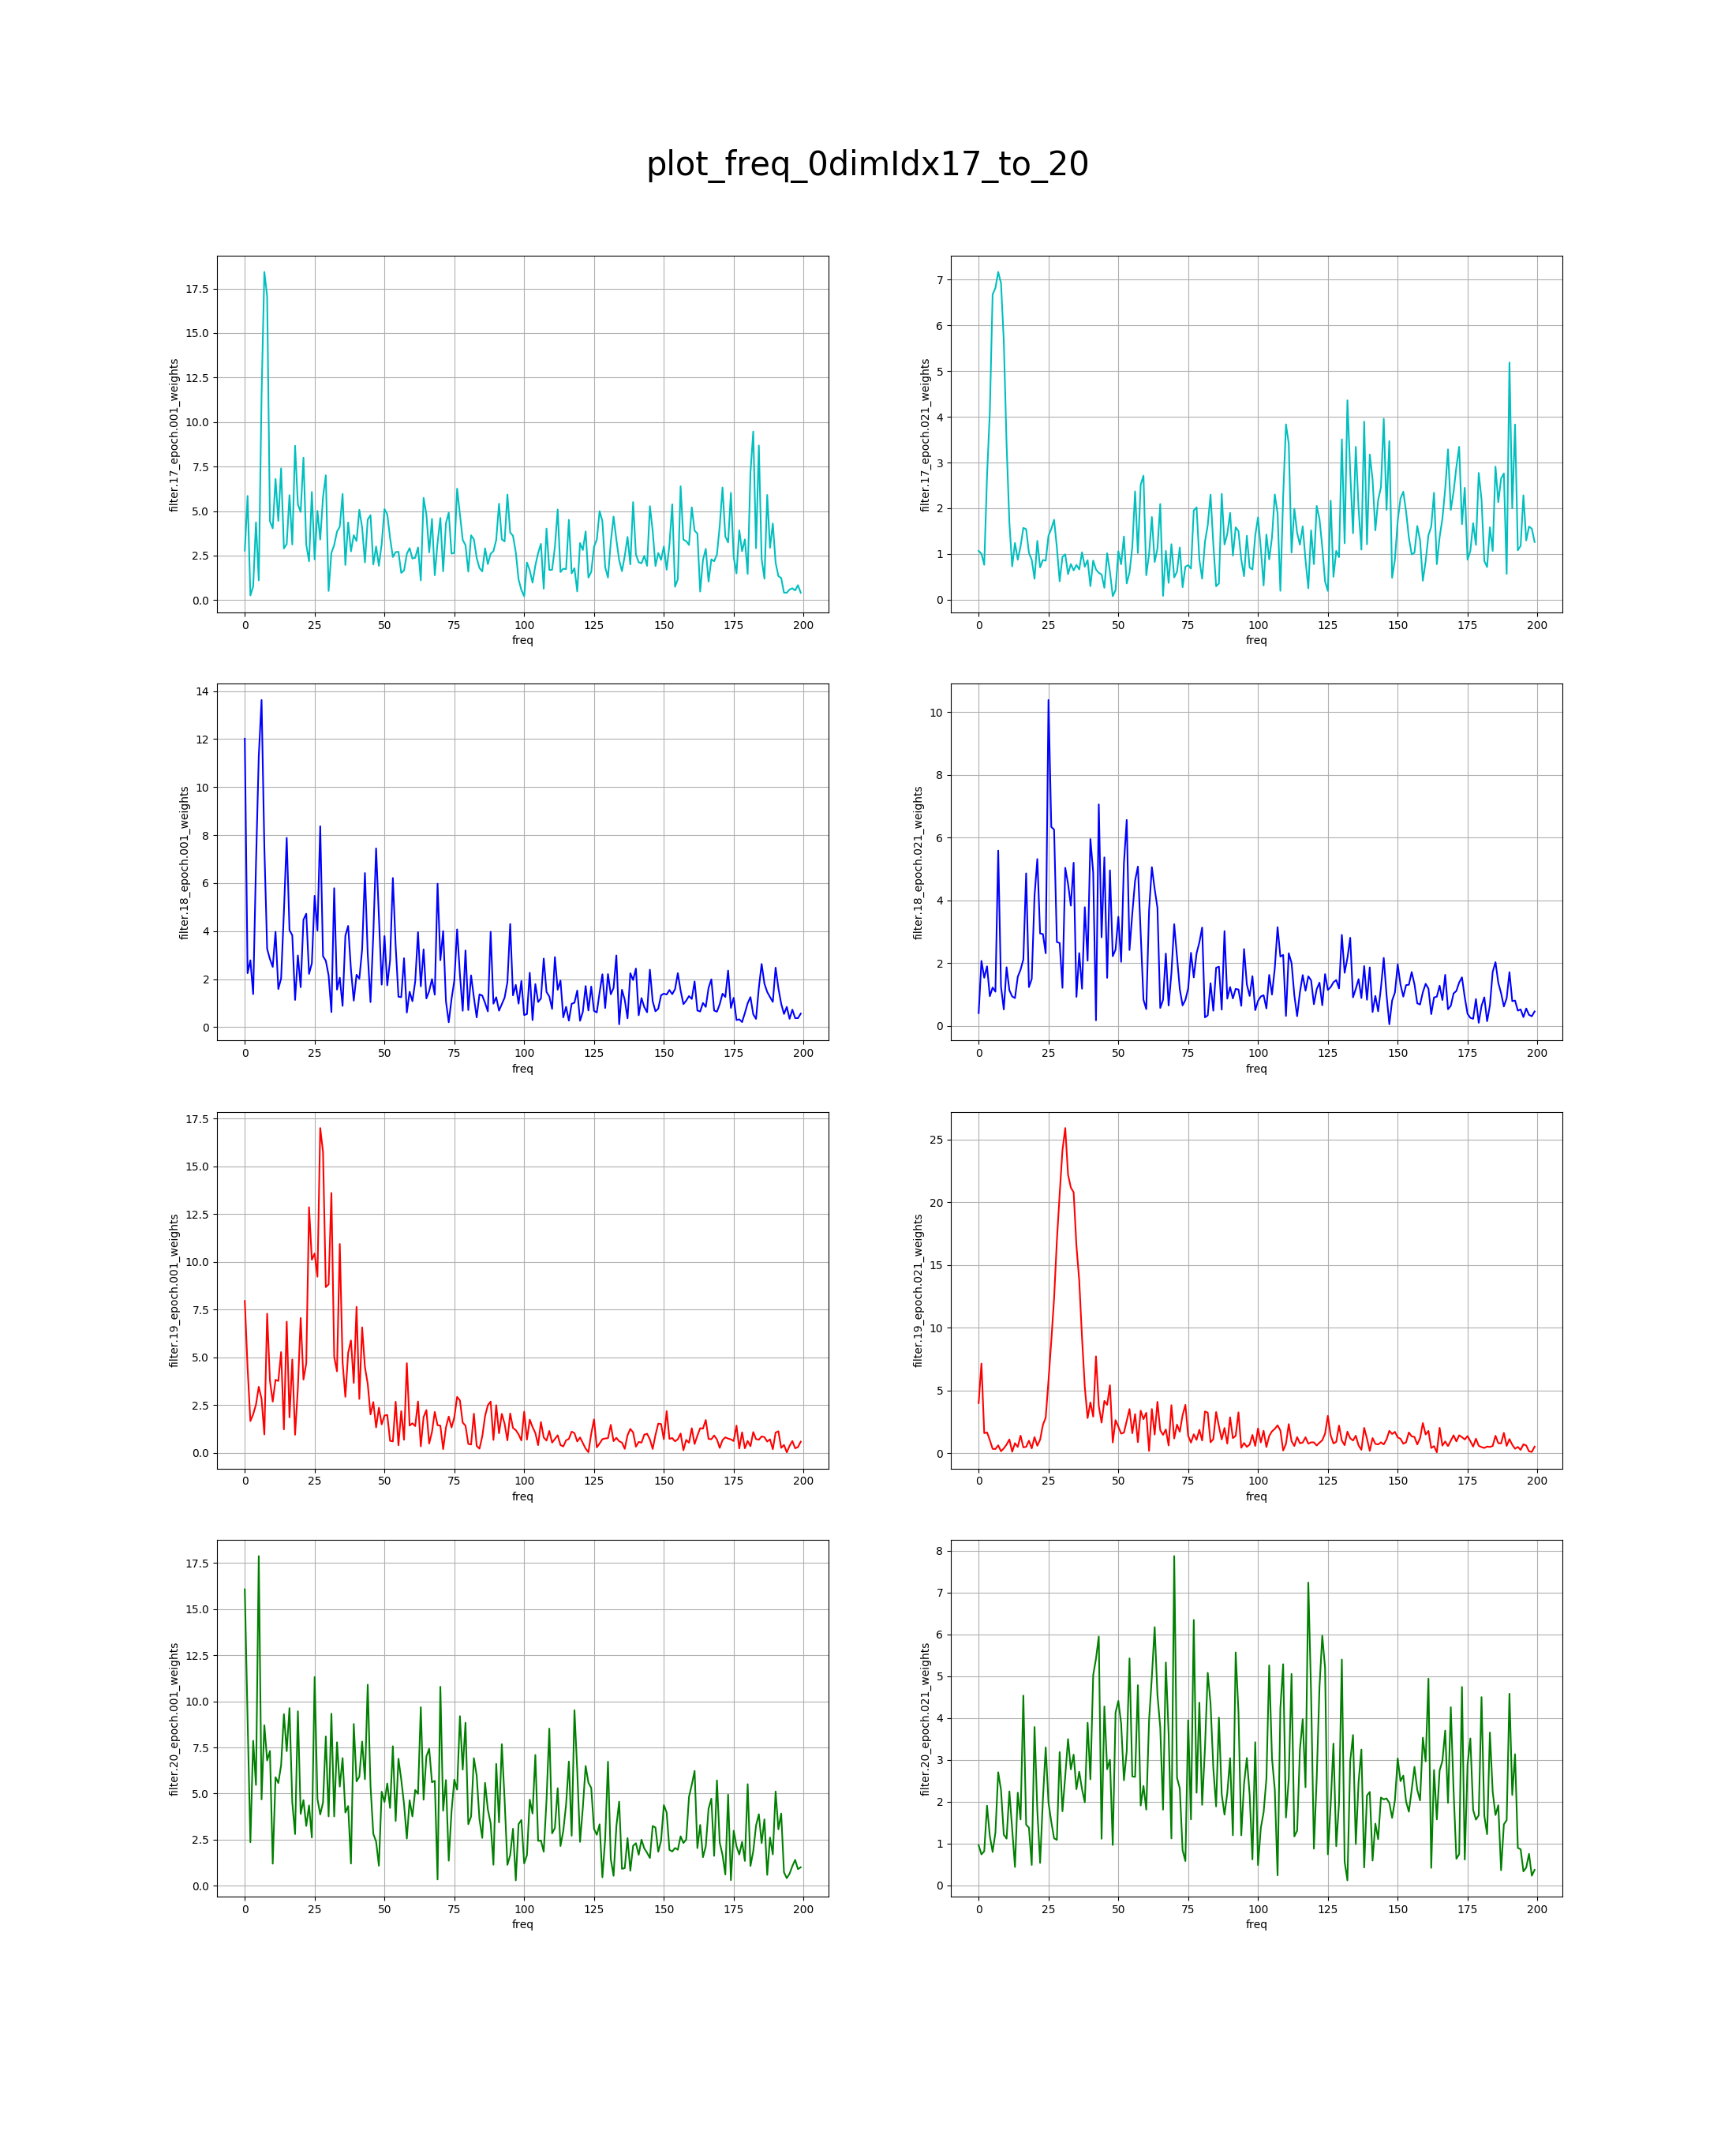 plot_freq_0dimIdx17_to_20
filter.17_epoch.001_weights
17.5
15.0
12.5
10.0
7.5
5.0
2.5
0.0
0 25 50 75 100 125 150 175 200
freq
filter.17_epoch.021_weights
7
6
5
4
3
2
1
0
0 25 50 75 100 125 150 175 200
freq
filter.18_epoch.001_weights
14
12
10
8
6
4
2
0
0 25 50 75 100 125 150 175 200
freq
filter.18_epoch.021_weights
10
8
6
4
2
0
0 25 50 75 100 125 150 175 200
freq
filter.19_epoch.001_weights
17.5
15.0
12.5
10.0
7.5
5.0
2.5
0.0
0 25 50 75 100 125 150 175 200
freq
filter.19_epoch.021_weights
25
20
15
10
5
0
0 25 50 75 100 125 150 175 200
freq
filter.20_epoch.001_weights
17.5
15.0
12.5
10.0
7.5
5.0
2.5
0.0
0 25 50 75 100 125 150 175 200
freq
filter.20_epoch.021_weights
8
7
6
5
4
3
2
1
0
0 25 50 75 100 125 150 175 200
freq